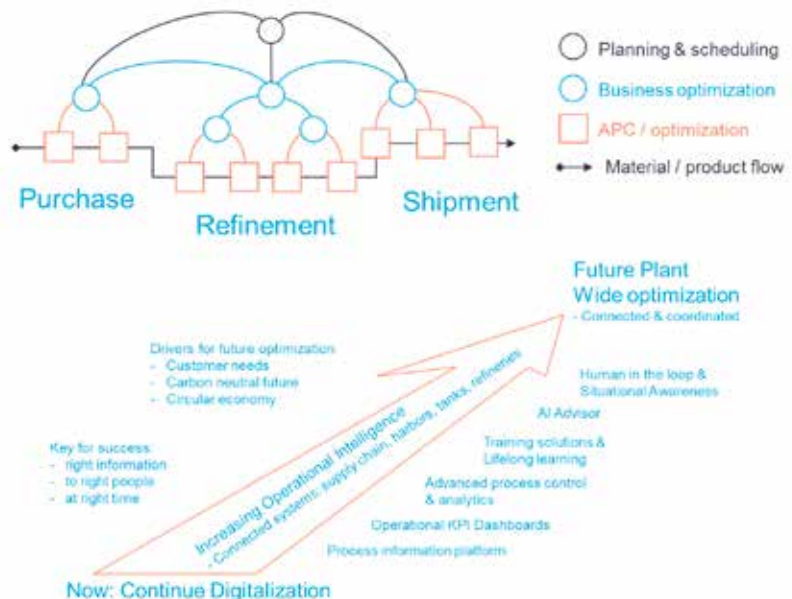 Planning & scheduling
Business optimization
APC / optimization
Material / product flow
Purchase
Refinement
Shipment
Future Plant
Wide optimization
- Connected & coordinated
Drivers for future optimization
- Customer needs
- Carbon neutral future
- Circular economy
Human in the loop &
Situational Awareness
AI Advisor
Key for success:
- right information
- to right people
- at right time
Training solutions &
Lifelong learning
Increasing Operational Intelligence
- Connected systems: supply chain, harbors, tanks, refineries
Advanced process control
& analytics
Operational KPI Dashboards
Process information platform
Now: Continue Digitalization